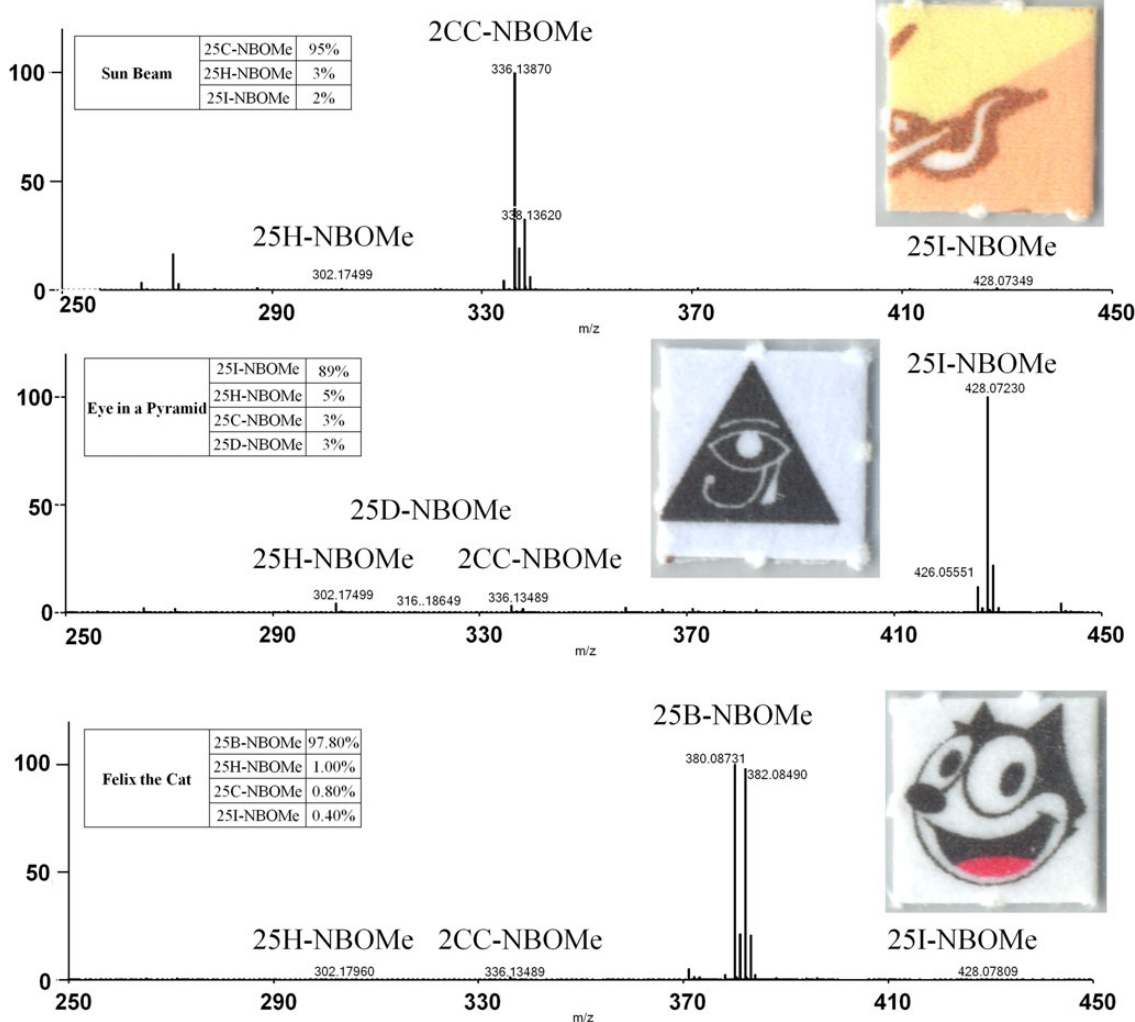 2CC-NBOMe
Sun Beam
25C-NBOMe 95%
25H-NBOMe 3%
25I-NBOMe 2%
100
336.13870
50
338.13620
25H-NBOMe
25I-NBOMe
302.17499
428.07349
0
250 290 330 370 410 450
m/z
Eye in a Pyramid
25I-NBOMe 89%
25H-NBOMe 5%
25C-NBOMe 3%
25D-NBOMe 3%
25I-NBOMe
428.07230
100
50
25D-NBOMe
25H-NBOMe 2CC-NBOMe
426.05551
302.17499
316..18649
336.13489
0
250 290 330 370 410 450
m/z
25B-NBOMe
Felix the Cat
25B-NBOMe 97.80%
25H-NBOMe 1.00%
25C-NBOMe 0.80%
25I-NBOMe 0.40%
100
380.08731
382.08490
50
25H-NBOMe 2CC-NBOMe 25I-NBOMe
302.17960
336.13489
428.07809
0
250 290 330 370 410 450
m/z